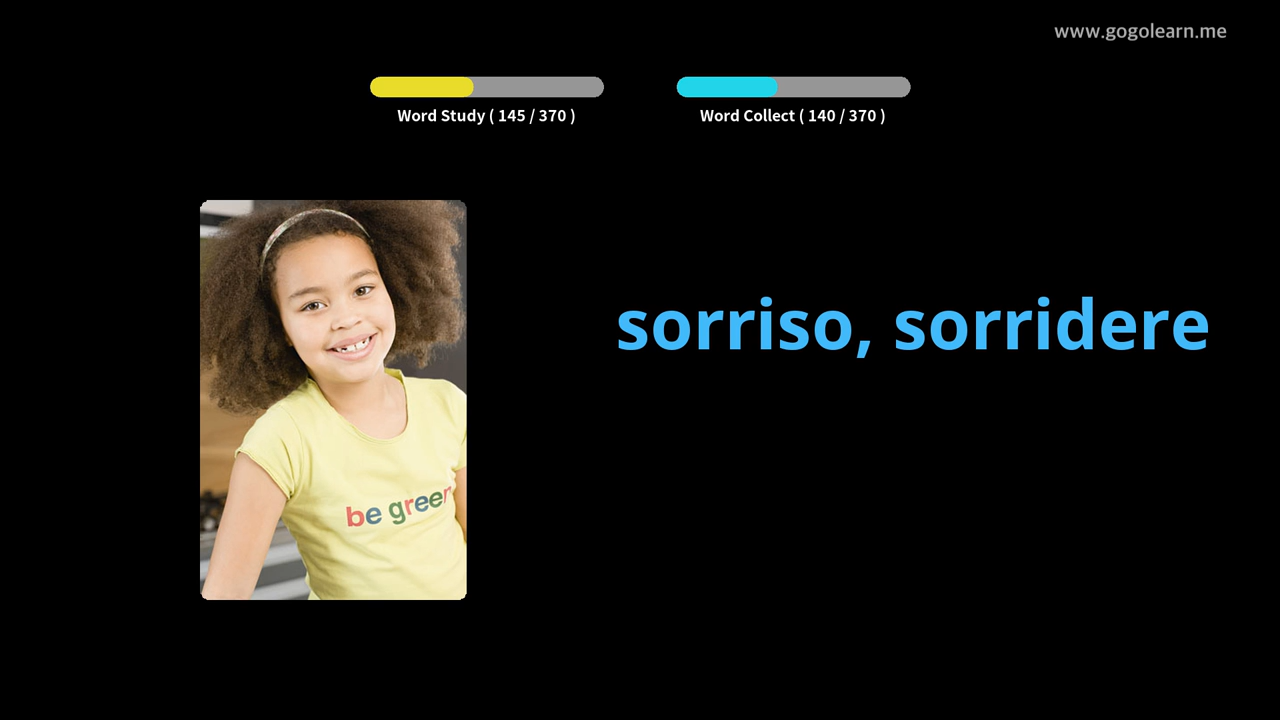 www.gogolearn.me
Word Study ( 145 / 370 )
Word Collect ( 140 / 370 )
sorriso, sorridere
be green